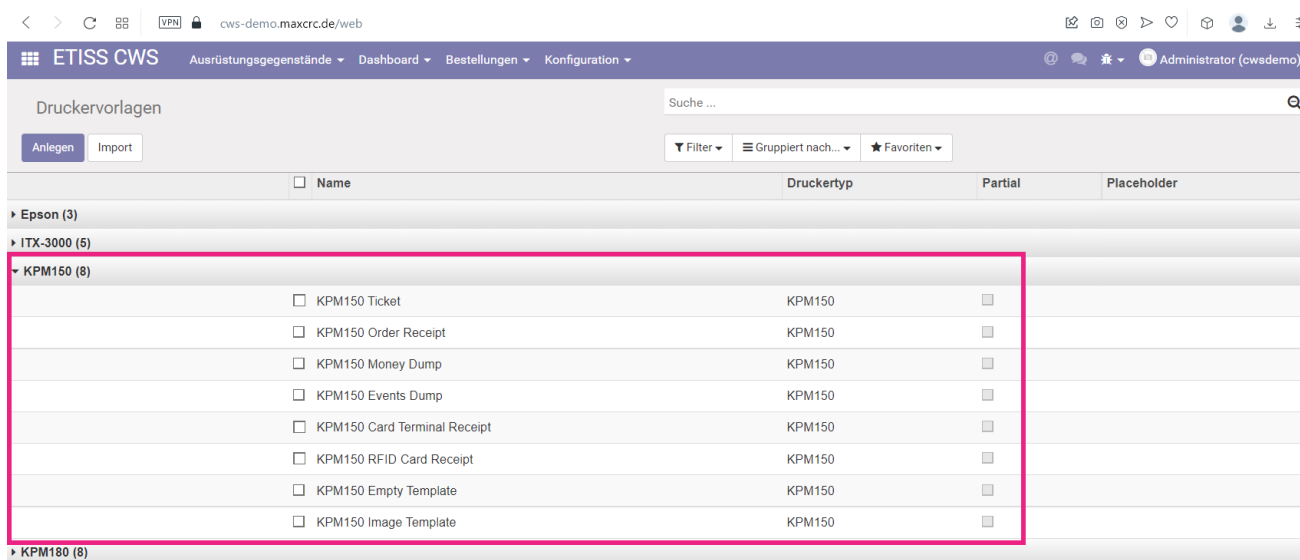 VPN cws-demo.maxcrc.de/web
ETISS CWS Ausrüstungsgegenstände Dashboard Bestellungen Konfiguration @ Administrator (cwsdemo)
Druckervorlagen Suche ...
Anlegen Import Filter Gruppiert nach... Favoriten
Name Druckertyp Partial Placeholder
Epson (3)
ITX-3000 (5)
KPM150 (8)
KPM150 Ticket KPM150
KPM150 Order Receipt KPM150
KPM150 Money Dump KPM150
KPM150 Events Dump KPM150
KPM150 Card Terminal Receipt KPM150
KPM150 RFID Card Receipt KPM150
KPM150 Empty Template KPM150
KPM150 Image Template KPM150
KPM180 (8)